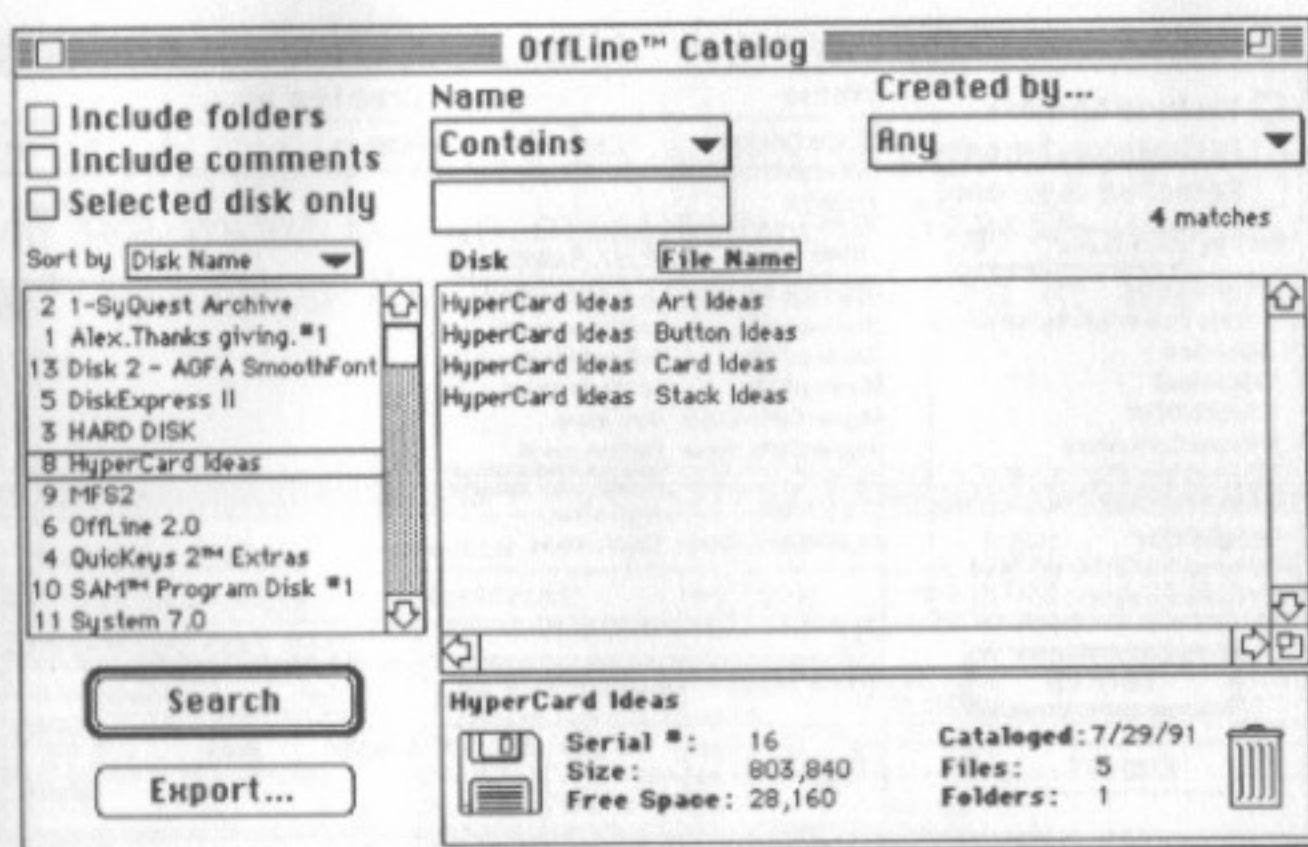 OffLine™ Catalog
Include folders
Include comments
Selected disk only
Name
Contains
Created by...
Any
4 matches
Sort by Disk Name
2 1-SyQuest Archive
1 Alex.Thanks giving.#1
13 Disk 2 - AGFA SmoothFont
5 DiskExpress II
3 HARD DISK
8 HyperCard Ideas
9 MFS2
6 OffLine 2.0
4 QuicKeys 2™ Extras
10 SAM™ Program Disk #1
11 System 7.0
Disk File Name
HyperCard Ideas Art Ideas
HyperCard Ideas Button Ideas
HyperCard Ideas Card Ideas
HyperCard Ideas Stack Ideas
Search
Export...
HyperCard Ideas
Serial #: 16
Size: 803,840
Free Space: 28,160
Cataloged: 7/29/91
Files: 5
Folders: 1